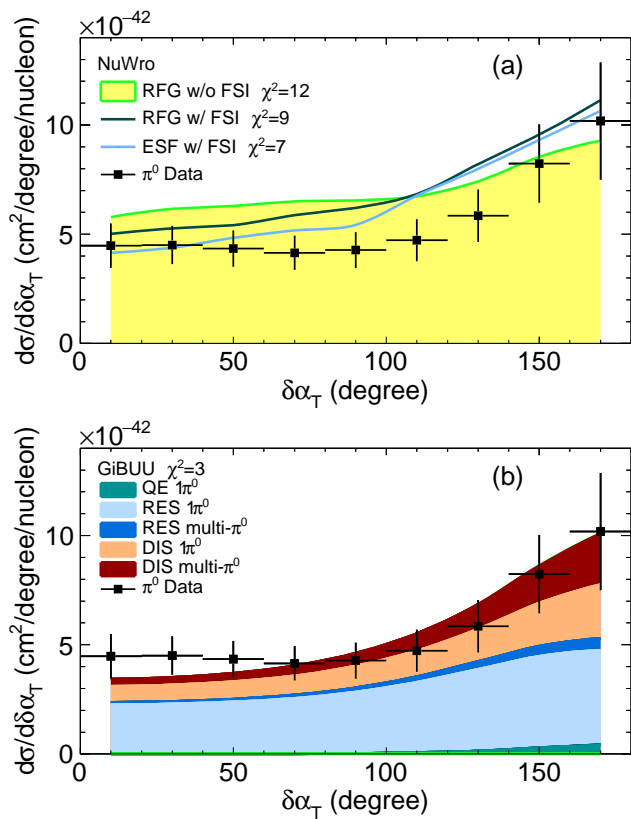 ×10⁻⁴²
NuWro
(a)
RFG w/o FSI χ²=12
RFG w/ FSI χ²=9
ESF w/ FSI χ²=7
π⁰ Data
10
5
0
dσ/dδα_T (cm²/degree/nucleon)
0 50 100 150
δα_T (degree)
×10⁻⁴²
GiBUU χ²=3
(b)
QE 1π⁰
RES 1π⁰
RES multi-π⁰
DIS 1π⁰
DIS multi-π⁰
π⁰ Data
10
5
0
dσ/dδα_T (cm²/degree/nucleon)
0 50 100 150
δα_T (degree)